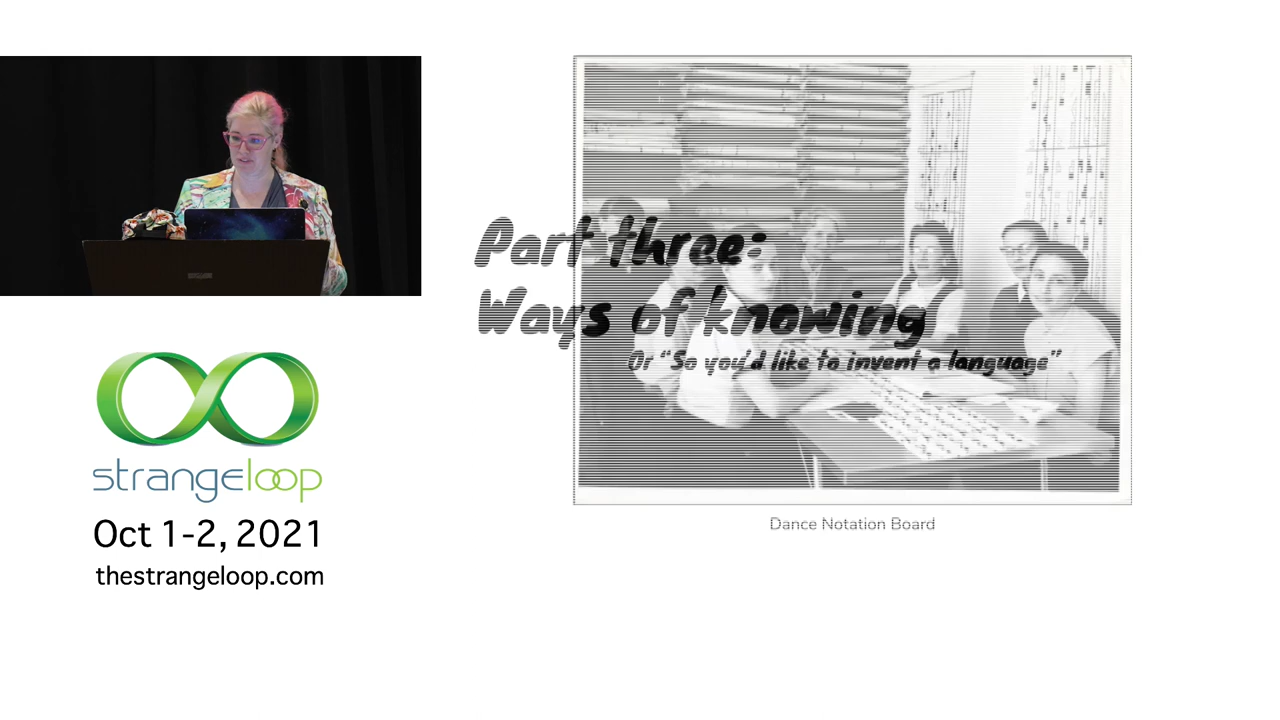 Part three:
Ways of knowing
Or “So you'd like to invent a language”
Dance Notation Board
strangeloop
Oct 1-2, 2021
thestrangeloop.com